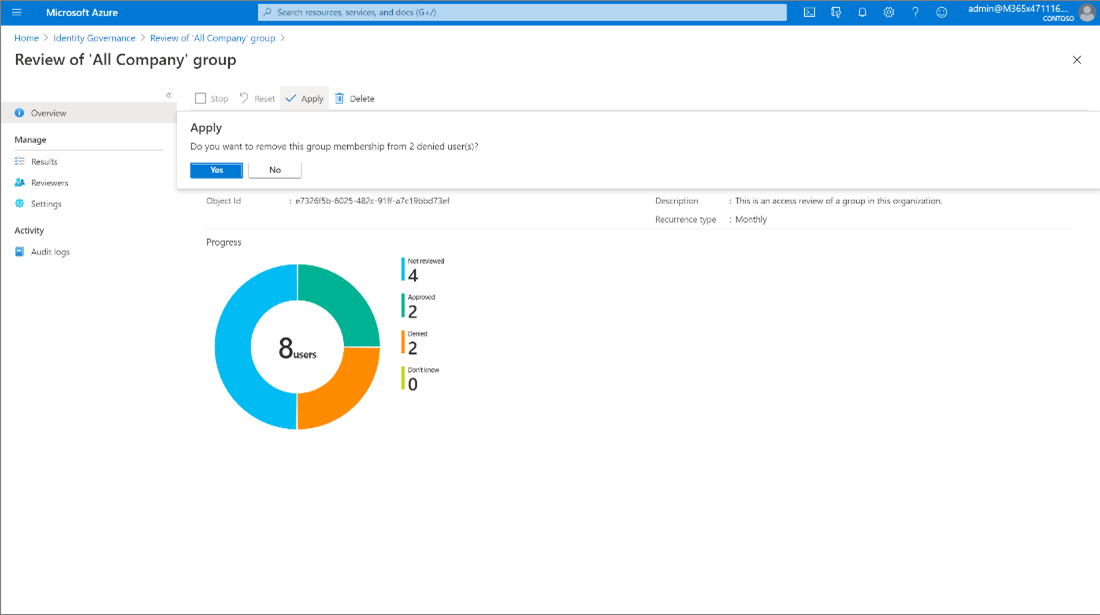 Microsoft Azure
Search resources, services, and docs (G+/)
admin@M365x471116....
CONTOSO
Home > Identity Governance > Review of 'All Company' group >
Review of 'All Company' group
Stop Reset Apply Delete
Overview
Manage
Results
Reviewers
Settings
Activity
Audit logs
Apply
Do you want to remove this group membership from 2 denied user(s)?
Yes No
Object Id : e7326f5b-6025-482c-91ff-a7c19bbd73ef
Description : This is an access review of a group in this organization.
Recurrence type : Monthly
Progress
8 users
Not reviewed
4
Approved
2
Denied
2
Don't know
0